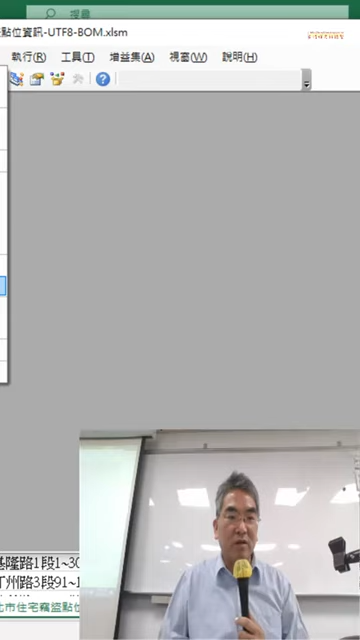 搜尋
點位資訊-UTF8-BOM.xlsm
執行(R) 工具(T) 增益集(A) 視窗(W) 說明(H)
基隆路1段1~30
汀州路3段91~1
北市住宅竊盜點位